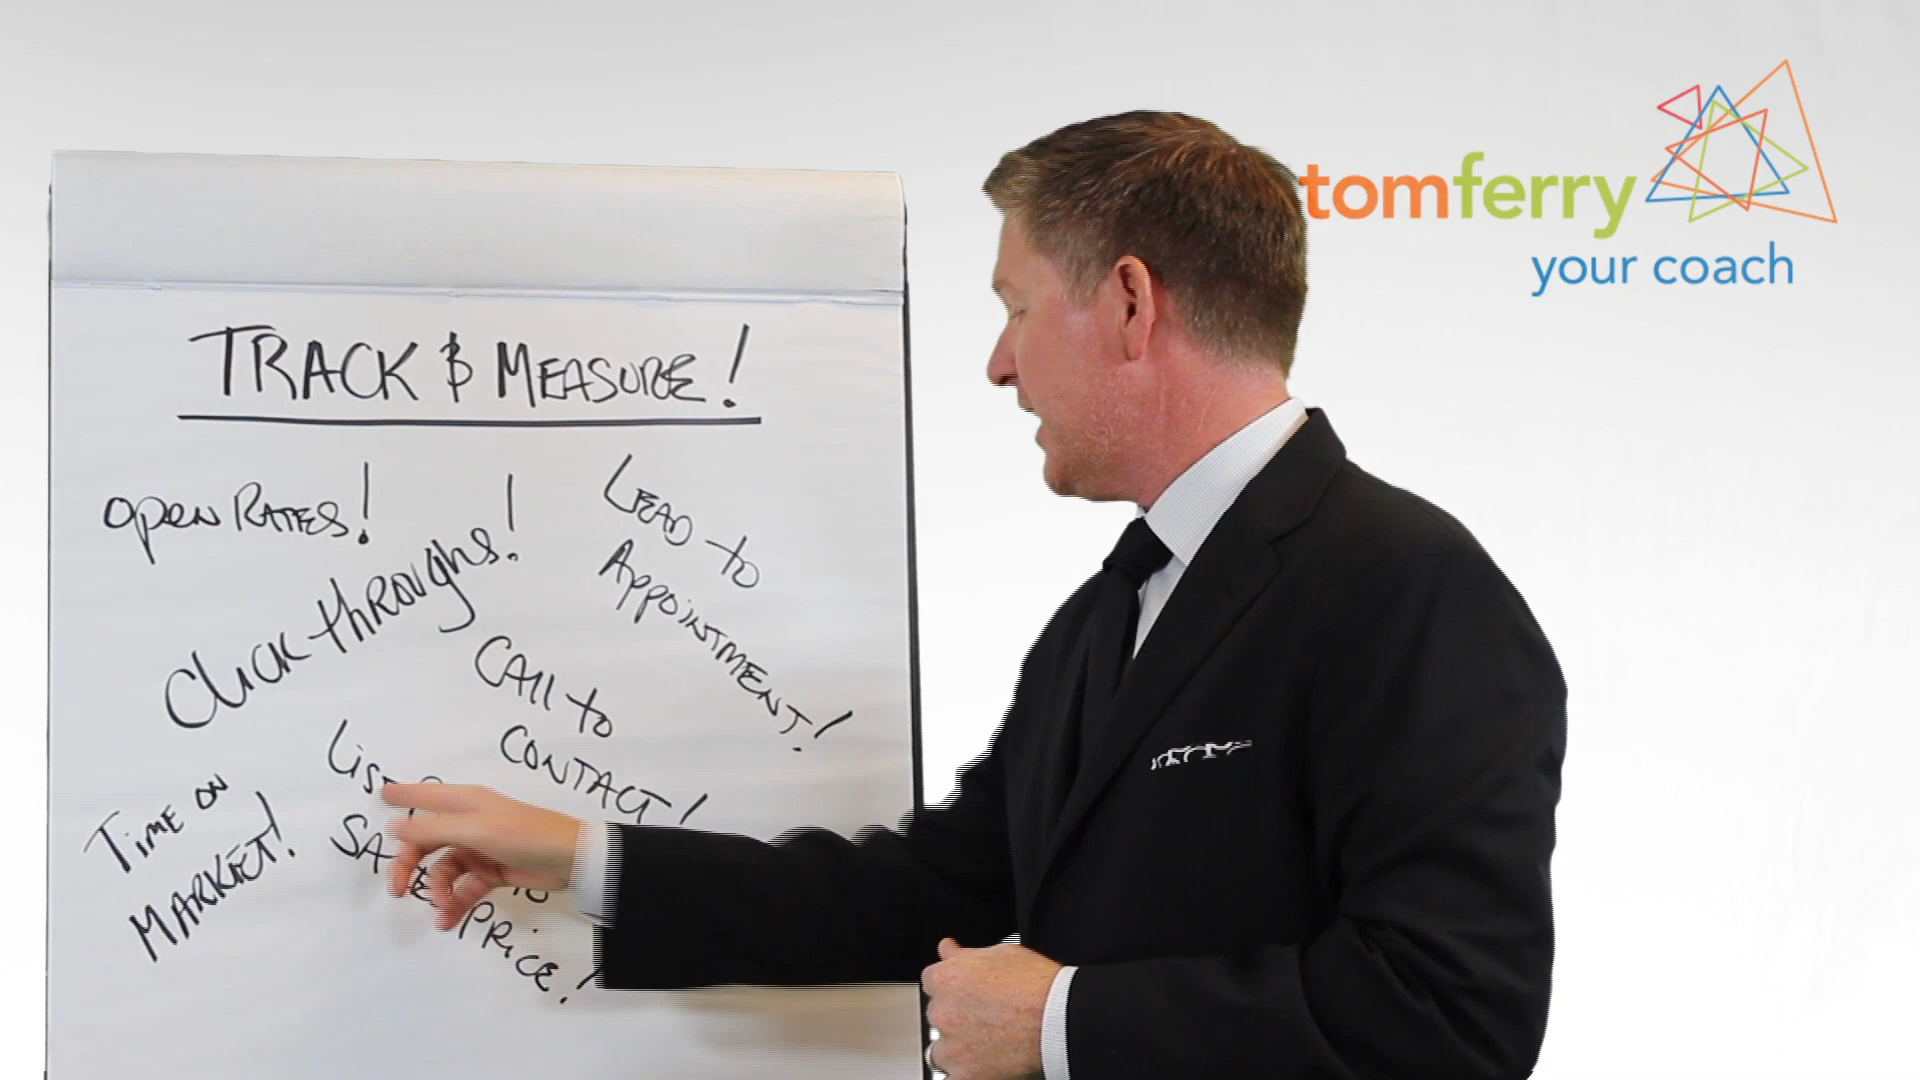 tomferry
your coach
TRACK & MEASURE!
OPEN RATES!
CLICK-throughs!
LEAD to
APPOINTMENT!
CALL to
CONTACT!
TIME ON
MARKET!
PRICE!